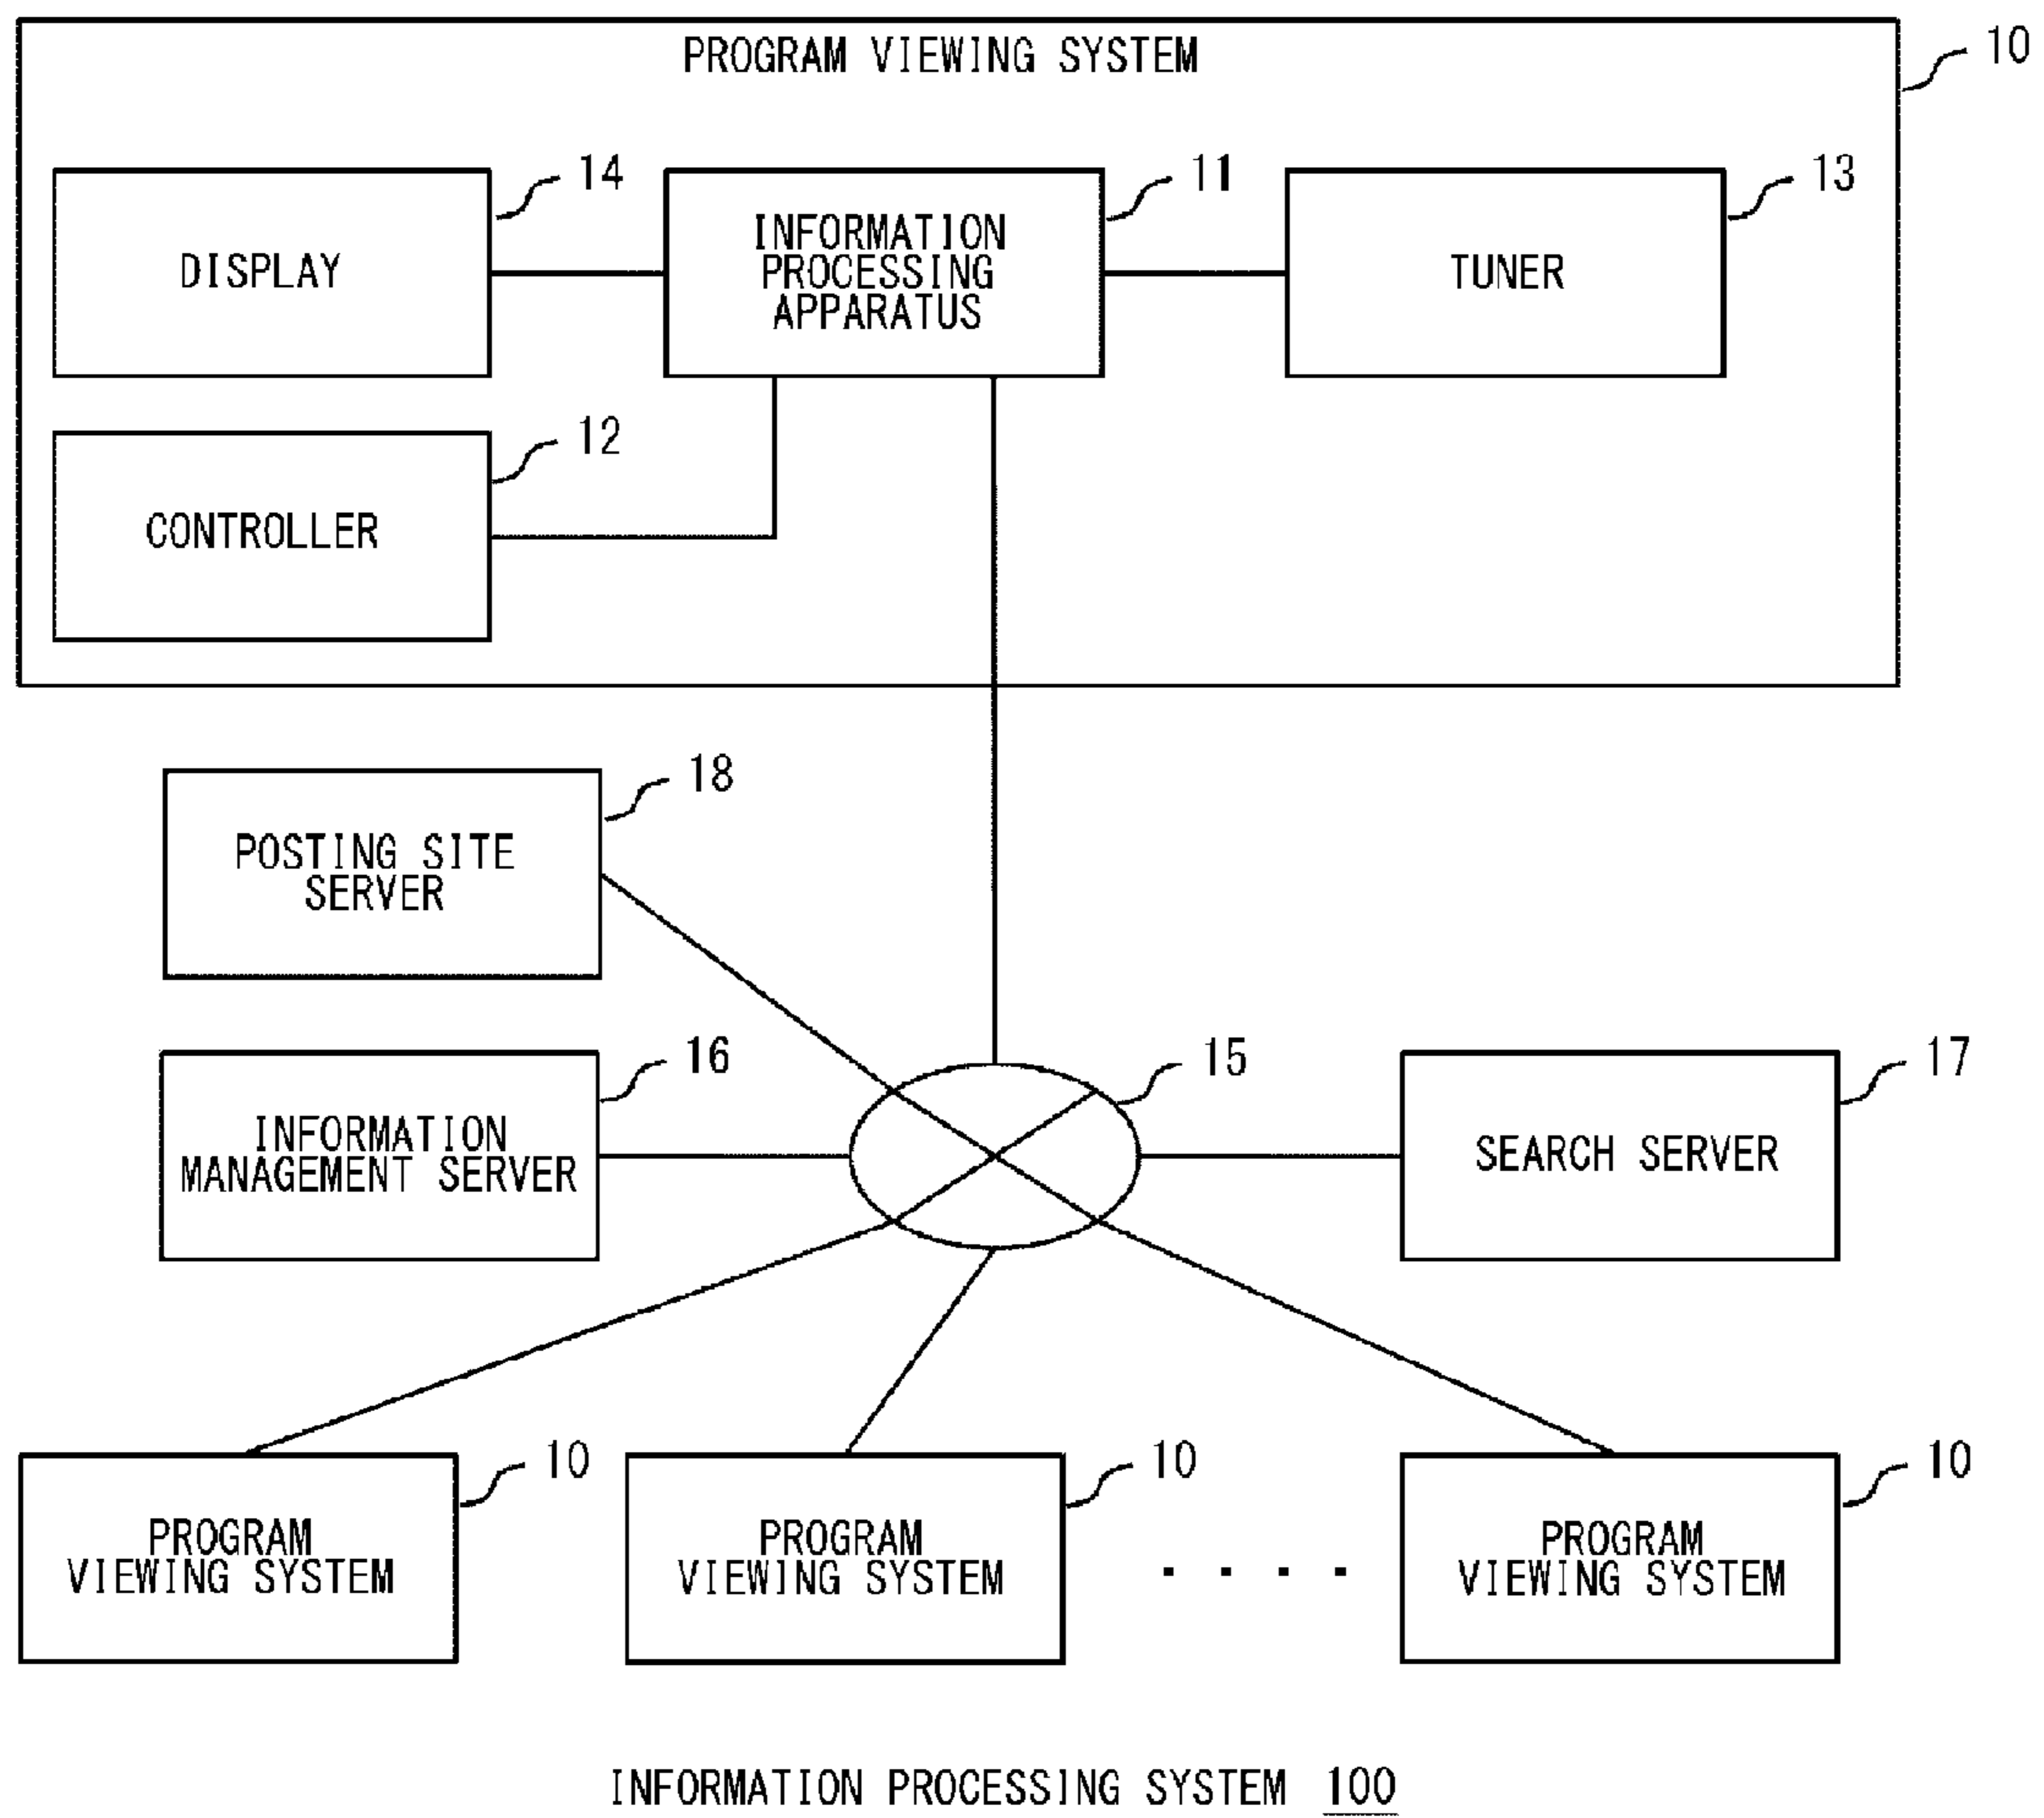 PROGRAM VIEWING SYSTEM
10
14
11
13
DISPLAY
INFORMATION
PROCESSING
APPARATUS
TUNER
12
CONTROLLER
18
POSTING SITE
SERVER
16
15
17
INFORMATION
MANAGEMENT SERVER
SEARCH SERVER
10
10
10
PROGRAM
VIEWING SYSTEM
PROGRAM
VIEWING SYSTEM
. . . .
PROGRAM
VIEWING SYSTEM
INFORMATION PROCESSING SYSTEM 100